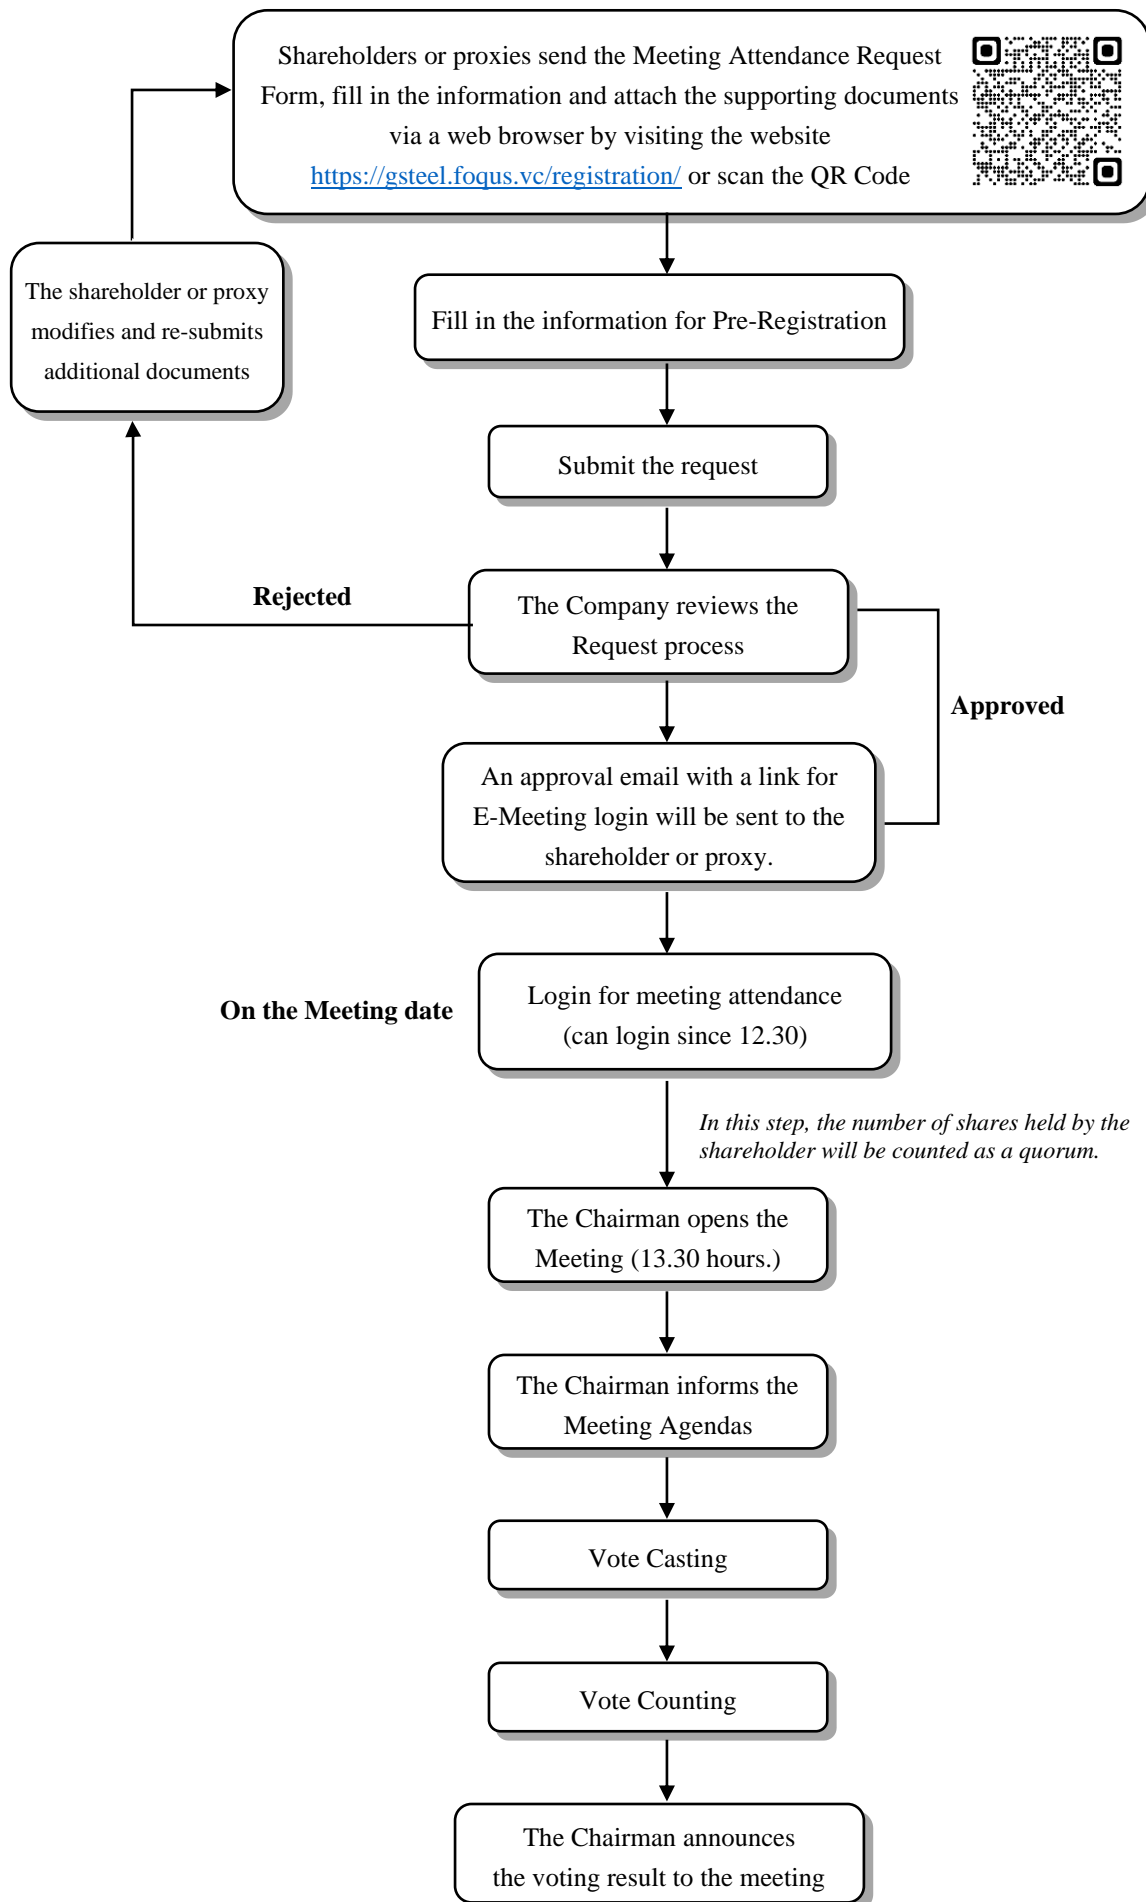 Shareholders or proxies send the Meeting Attendance Request
Form, fill in the information and attach the supporting documents
via a web browser by visiting the website
https://gsteel.foqus.vc/registration/ or scan the QR Code
The shareholder or proxy
modifies and re-submits
additional documents
Fill in the information for Pre-Registration
Submit the request
Rejected
The Company reviews the
Request process
Approved
An approval email with a link for
E-Meeting login will be sent to the
shareholder or proxy.
On the Meeting date
Login for meeting attendance
(can login since 12.30)
In this step, the number of shares held by the
shareholder will be counted as a quorum.
The Chairman opens the
Meeting (13.30 hours.)
The Chairman informs the
Meeting Agendas
Vote Casting
Vote Counting
The Chairman announces
the voting result to the meeting